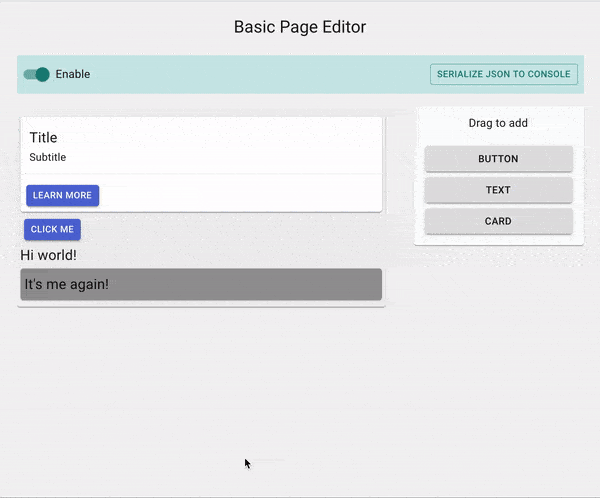 Basic Page Editor
Enable
SERIALIZE JSON TO CONSOLE
Title
Subtitle
LEARN MORE
CLICK ME
Hi world!
It's me again!
Drag to add
BUTTON
TEXT
CARD